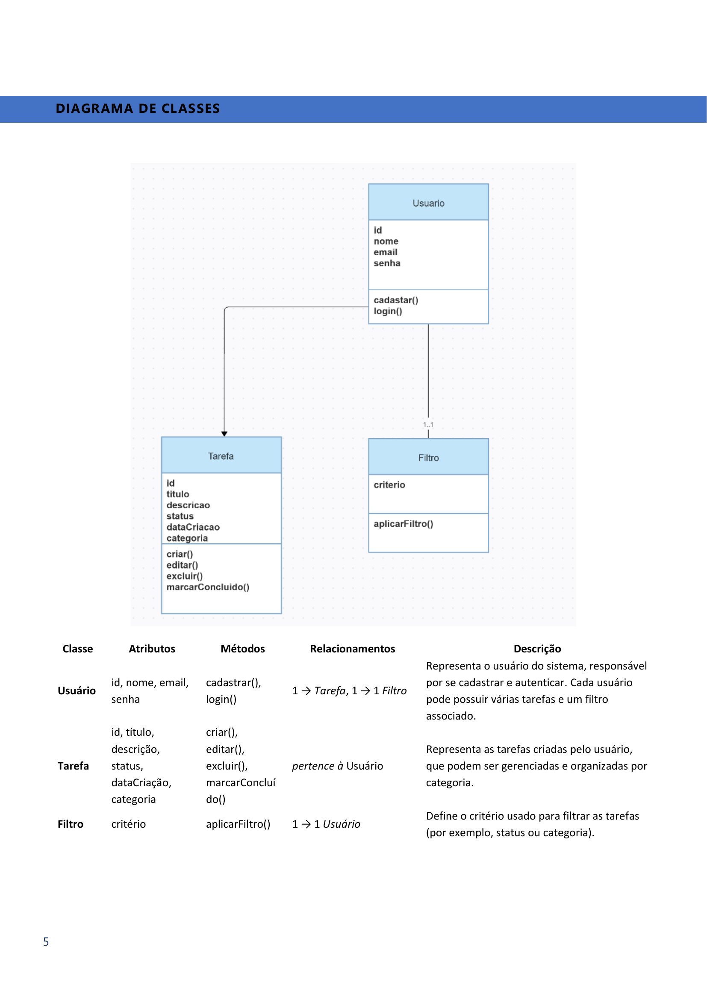 DIAGRAMA DE CLASSES
Usuario
id
nome
email
senha
cadastar()
login()
1..1
Tarefa
id
titulo
descricao
status
dataCriacao
categoria
criar()
editar()
excluir()
marcarConcluido()
Filtro
criterio
aplicarFiltro()
Classe Atributos Métodos Relacionamentos Descrição
Usuário
id, nome, email,
senha
cadastrar(),
login()
1 → Tarefa, 1 → 1 Filtro
Representa o usuário do sistema, responsável
por se cadastrar e autenticar. Cada usuário
pode possuir várias tarefas e um filtro
associado.
Tarefa
id, título,
descrição,
status,
dataCriação,
categoria
criar(),
editar(),
excluir(),
marcarConcluí
do()
pertence à Usuário
Representa as tarefas criadas pelo usuário,
que podem ser gerenciadas e organizadas por
categoria.
Filtro
critério
aplicarFiltro()
1 → 1 Usuário
Define o critério usado para filtrar as tarefas
(por exemplo, status ou categoria).
5